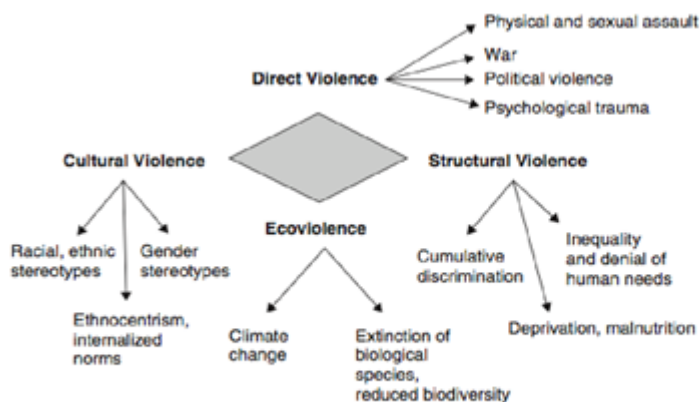 Physical and sexual assault
War
Direct Violence
Political violence
Psychological trauma
Cultural Violence
Structural Violence
Ecoviolence
Racial, ethnic
stereotypes
Gender
stereotypes
Ethnocentrism,
internalized
norms
Climate
change
Extinction of
biological
species,
reduced biodiversity
Cumulative
discrimination
Inequality
and denial of
human needs
Deprivation, malnutrition